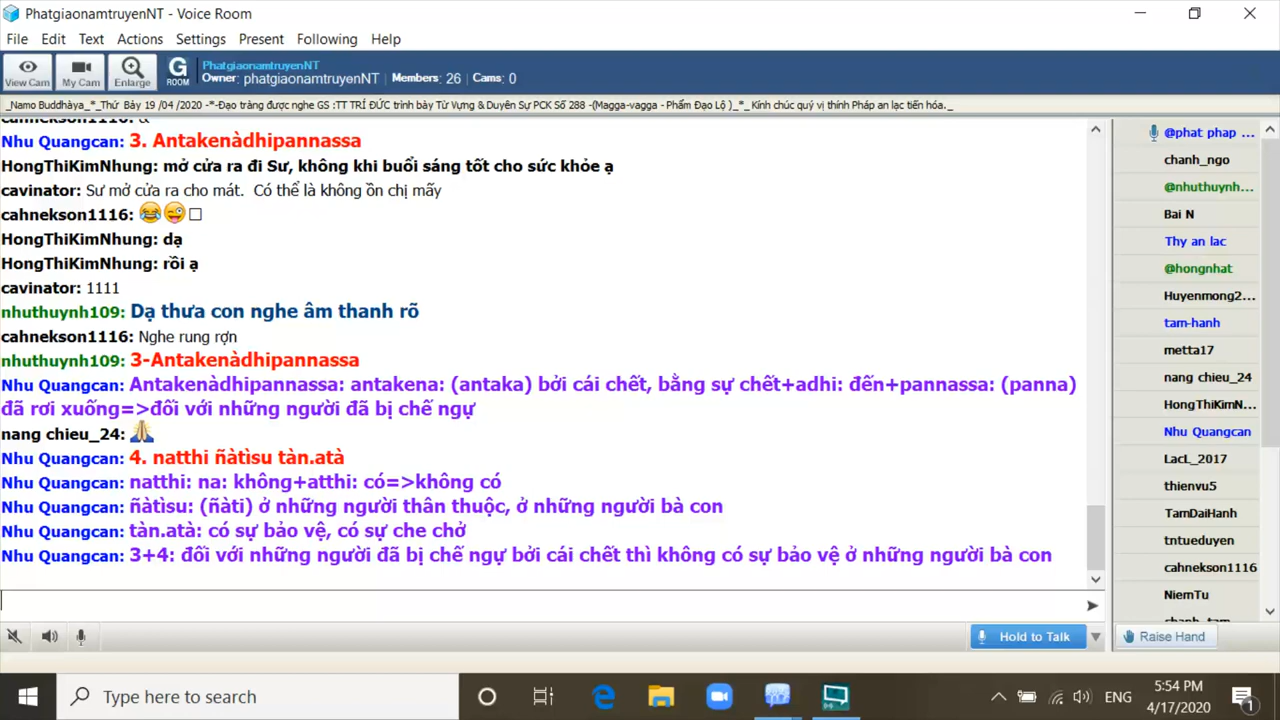 PhatgiaonamtruyenNT - Voice Room
File Edit Text Actions Settings Present Following Help
View Cam My Cam Enlarge G ROOM
PhatgiaonamtruyenNT
Owner: phatgiaonamtruyenNT Members: 26 Cams: 0
_Namo Buddhàya_*_Thứ Bảy 19 /04 /2020 -*-Đạo tràng được nghe GS :TT TRÍ ĐỨC trình bày Từ Vựng & Duyên Sự PCK Số 288 -(Magga-vagga - Phẩm Đạo Lộ )_*_ Kính chúc quý vị thính Pháp an lạc tiến hóa._
cahnekson1116:
Nhu Quangcan: 3. Antakenàdhipannassa
HongThiKimNhung: mở cửa ra đi Sư, không khi buổi sáng tốt cho sức khỏe ạ
cavinator: Sư mở cửa ra cho mát. Có thể là không ồn chị mấy
cahnekson1116: 😂😜□
HongThiKimNhung: dạ
HongThiKimNhung: rồi ạ
cavinator: 1111
nhuthuynh109: Dạ thưa con nghe âm thanh rõ
cahnekson1116: Nghe rung rợn
nhuthuynh109: 3-Antakenàdhipannassa
Nhu Quangcan: Antakenàdhipannassa: antakena: (antaka) bởi cái chết, bằng sự chết+adhi: đến+pannassa: (panna)
đã rơi xuống=>đối với những người đã bị chế ngự
nang chieu_24: 🙏
Nhu Quangcan: 4. natthi ñàtìsu tàn.atà
Nhu Quangcan: natthi: na: không+atthi: có=>không có
Nhu Quangcan: ñàtìsu: (ñàti) ở những người thân thuộc, ở những người bà con
Nhu Quangcan: tàn.atà: có sự bảo vệ, có sự che chở
Nhu Quangcan: 3+4: đối với những người đã bị chế ngự bởi cái chết thì không có sự bảo vệ ở những người bà con
@phat phap ...
chanh_ngo
@nhuthuynh...
Bai N
Thy an lac
@hongnhat
Huyenmong2...
tam-hanh
metta17
nang chieu_24
HongThiKimN...
Nhu Quangcan
LacL_2017
thienvu5
TamDaiHanh
tntueduyen
cahnekson1116
NiemTu
chanh_tam
Hold to Talk
Raise Hand
Type here to search
ENG
5:54 PM
4/17/2020
1